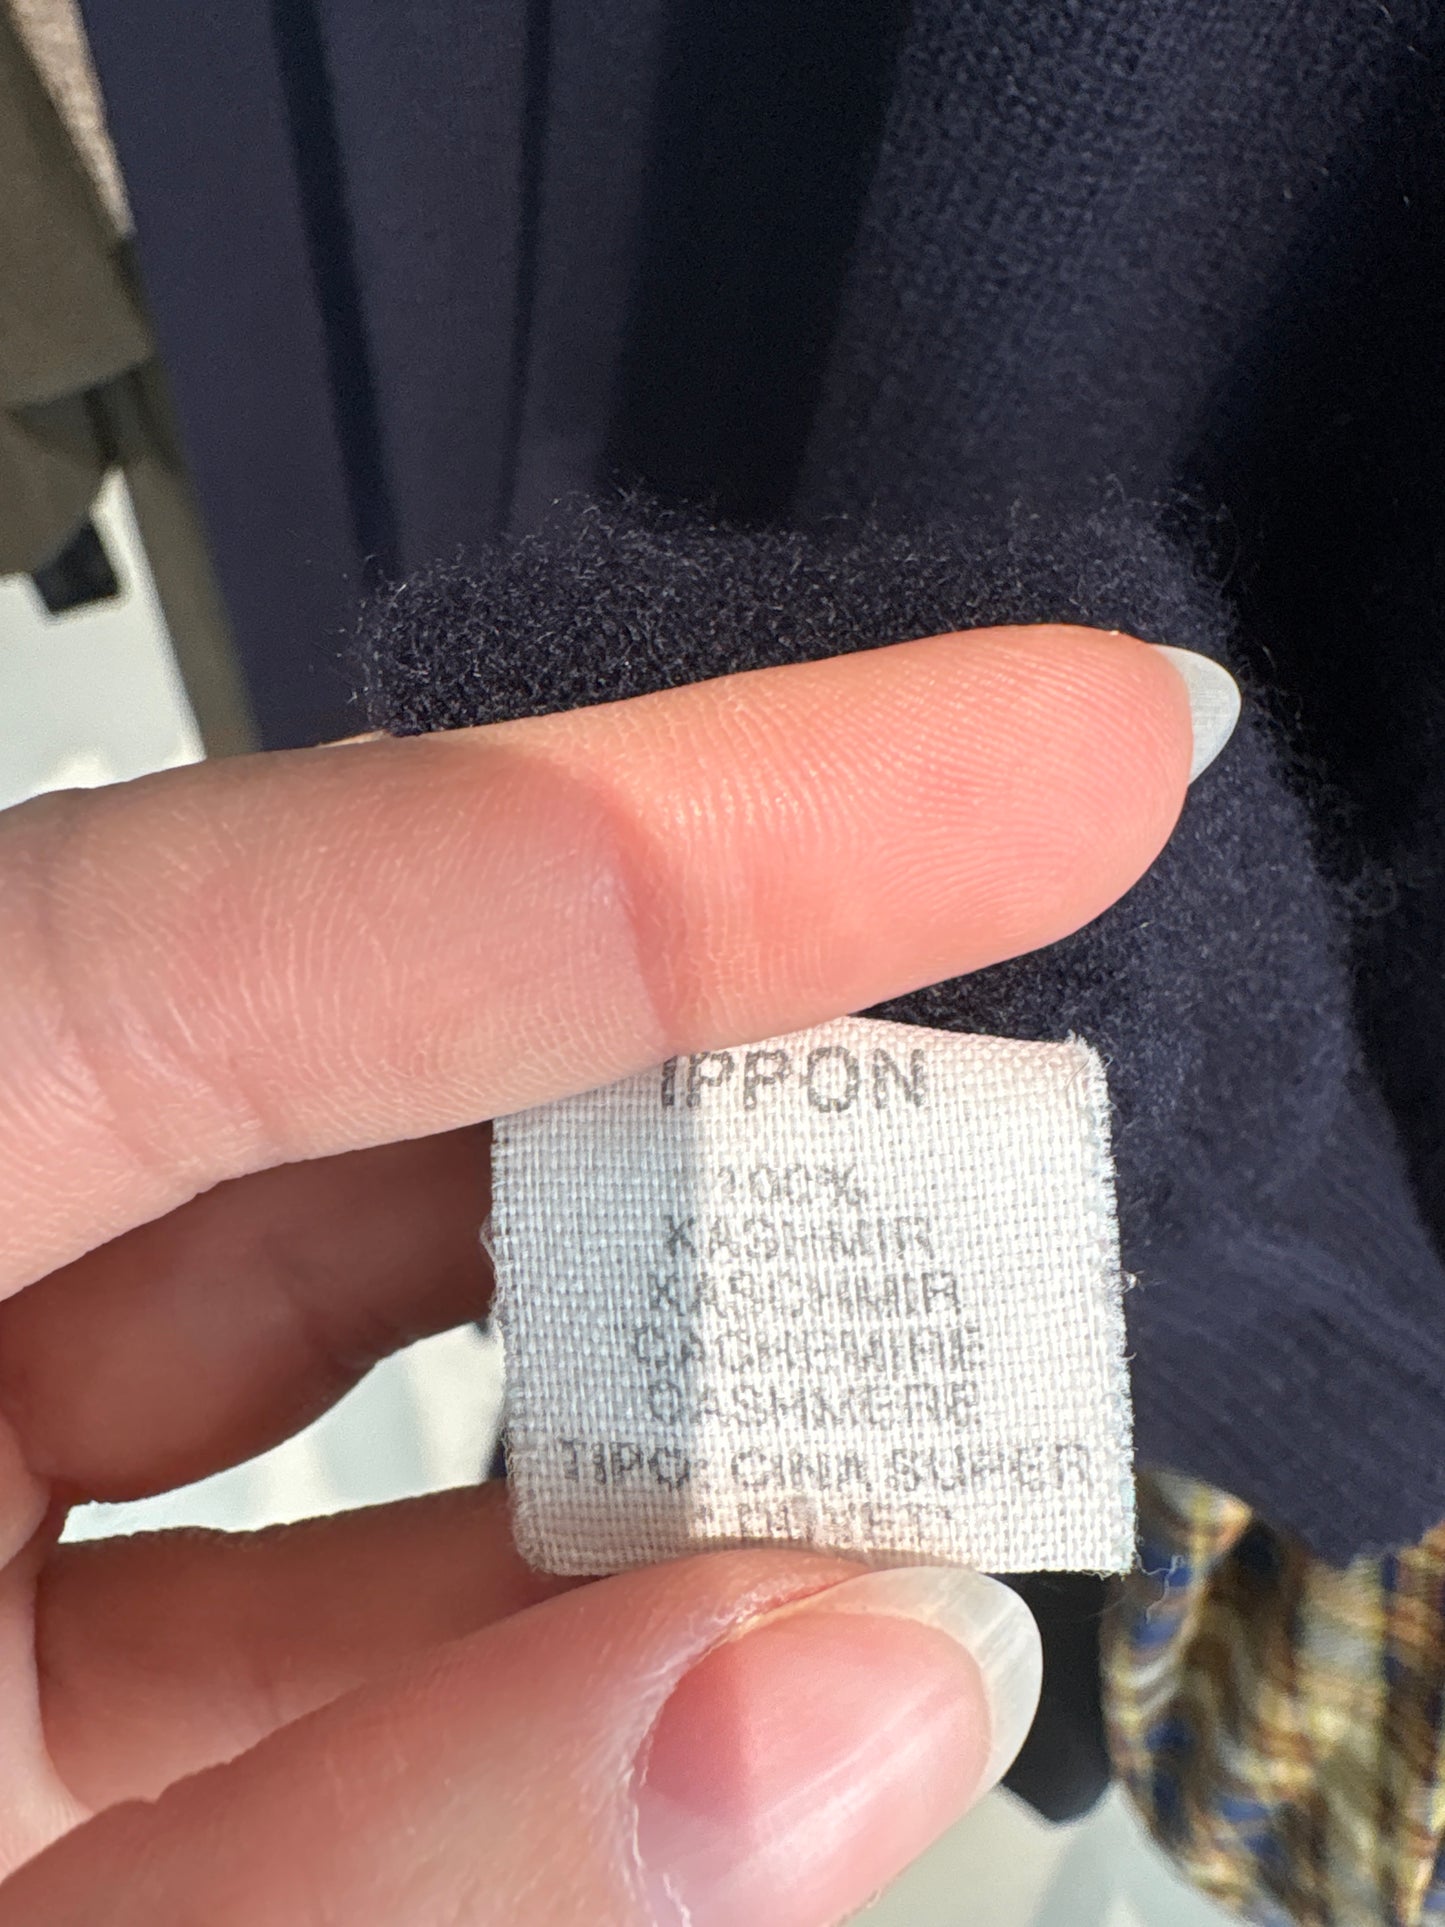 IPPON
100%
KASHMIR
KASCHMIR
CACHEMIRE
CASHMERE
TIPO CINA SUPER